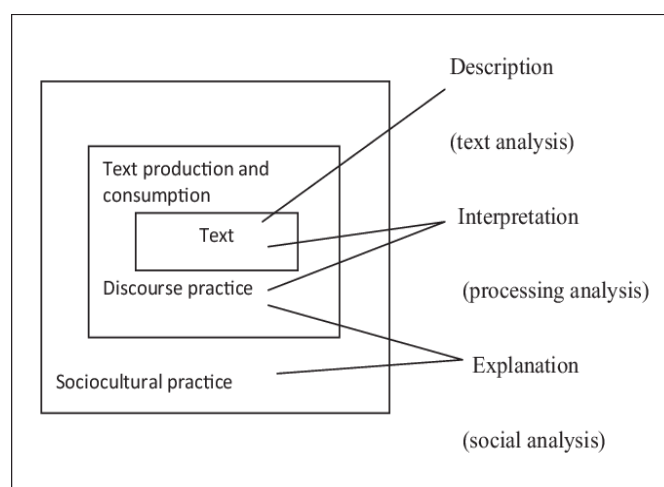 Description
(text analysis)
Text production and
consumption
Text
Interpretation
Discourse practice
(processing analysis)
Explanation
Sociocultural practice
(social analysis)